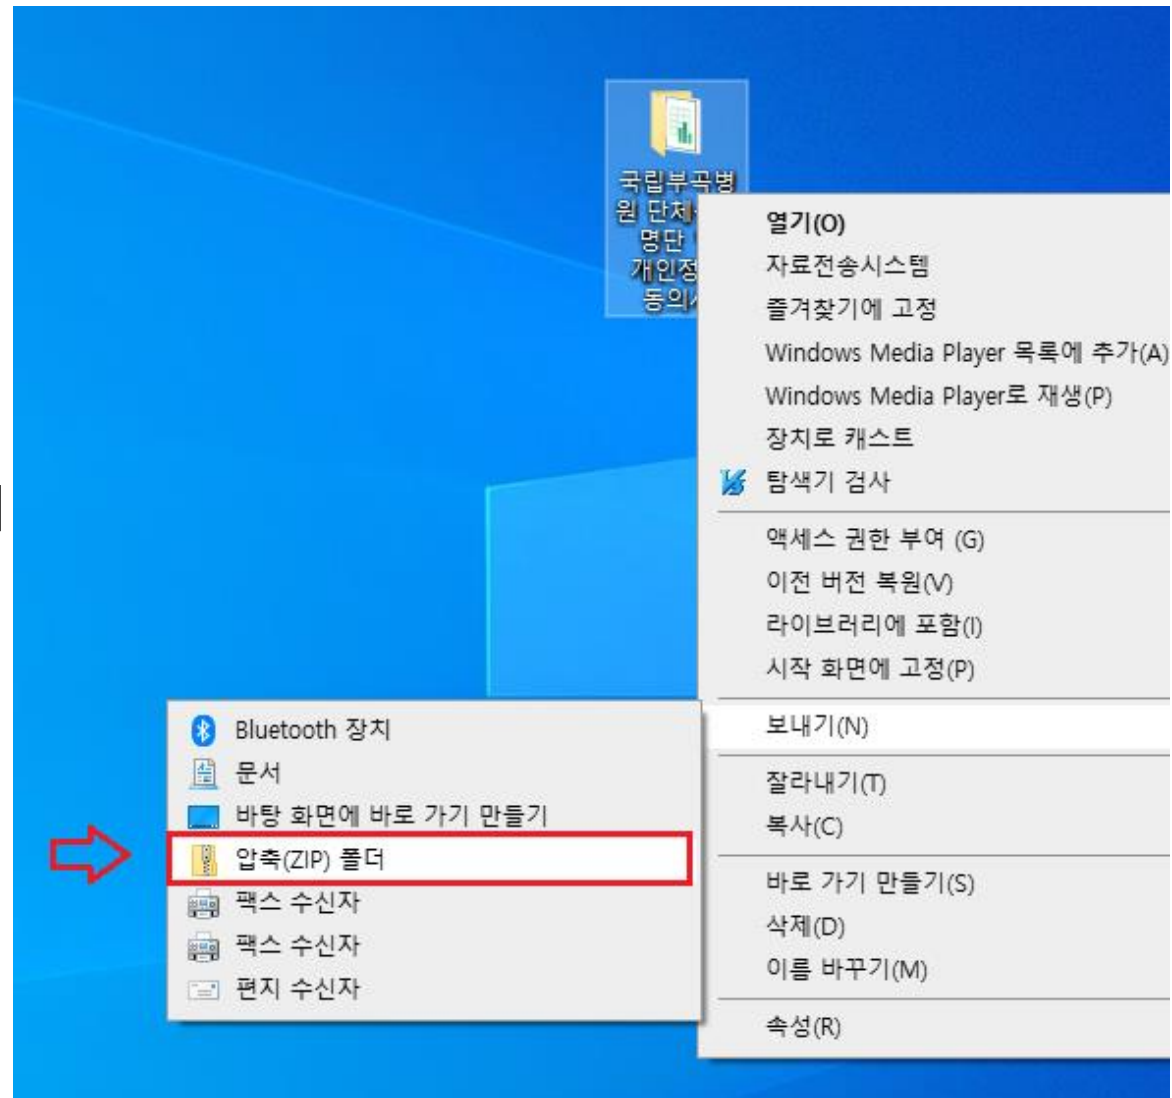 국립부곡병
원 단체
명단
개인정
동의
열기(O)
자료전송시스템
즐겨찾기에 고정
Windows Media Player 목록에 추가(A)
Windows Media Player로 재생(P)
장치로 캐스트
탐색기 검사
액세스 권한 부여 (G)
이전 버전 복원(V)
라이브러리에 포함(I)
시작 화면에 고정(P)
보내기(N)
잘라내기(T)
복사(C)
바로 가기 만들기(S)
삭제(D)
이름 바꾸기(M)
속성(R)
Bluetooth 장치
문서
바탕 화면에 바로 가기 만들기
압축(ZIP) 폴더
팩스 수신자
팩스 수신자
편지 수신자